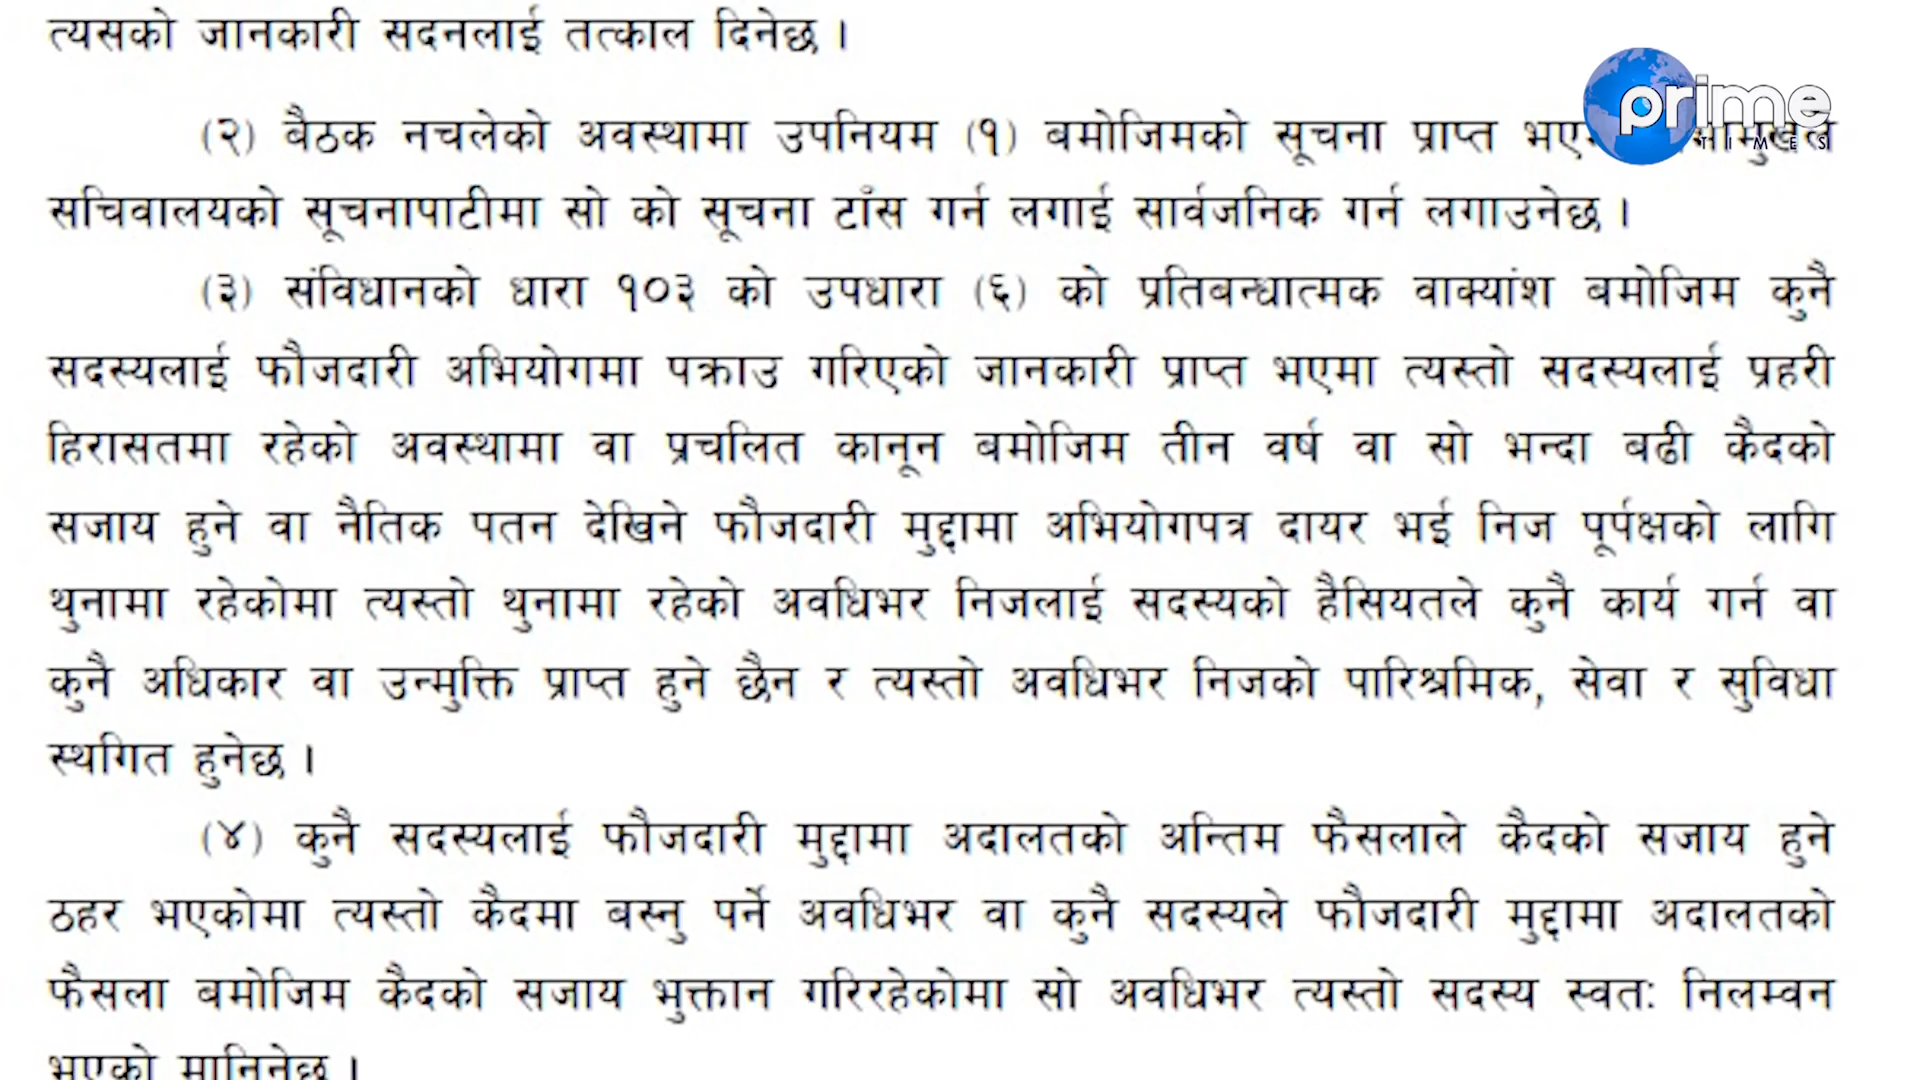 त्यसको जानकारी सदनलाई तत्काल दिनेछ ।
(२) बैठक नचलेको अवस्थामा उपनियम (१) बमोजिमको सूचना प्राप्त
सचिवालयको सूचनापाटीमा सो को सूचना टाँस गर्न लगाई सार्वजनिक गर्न लगाउनेछ ।
(३) संविधानको धारा १०३ को उपधारा (६) को प्रतिबन्धात्मक वाक्यांश बमोजिम कुनै
सदस्यलाई फौजदारी अभियोगमा पक्राउ गरिएको जानकारी प्राप्त भएमा त्यस्तो सदस्यलाई प्रहरी
हिरासतमा रहेको अवस्थामा वा प्रचलित कानून बमोजिम तीन वर्ष वा सो भन्दा बढी कैदको
सजाय हुने वा नैतिक पतन देखिने फौजदारी मुद्दामा अभियोगपत्र दायर भई निज पूर्पक्षको लागि
थुनामा रहेकोमा त्यस्तो थुनामा रहेको अवधिभर निजलाई सदस्यको हैसियतले कुनै कार्य गर्न वा
कुनै अधिकार वा उन्मुक्ति प्राप्त हुने छैन र त्यस्तो अवधिभर निजको पारिश्रमिक, सेवा र सुविधा
स्थगित हुनेछ ।
(४) कुनै सदस्यलाई फौजदारी मुद्दामा अदालतको अन्तिम फैसलाले कैदको सजाय हुने
ठहर भएकोमा त्यस्तो कैदमा बस्नु पर्ने अवधिभर वा कुनै सदस्यले फौजदारी मुद्दामा अदालतको
फैसला बमोजिम कैदको सजाय भुक्तान गरिरहेकोमा सो अवधिभर त्यस्तो सदस्य स्वतः निलम्वन
भएको मानिनेछ ।
prime
TIMES